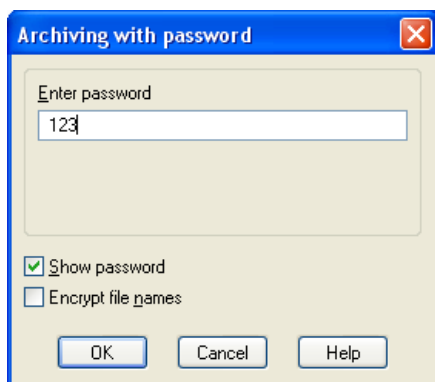 Archiving with password
Enter password
123
Show password
Encrypt file names
OK Cancel Help